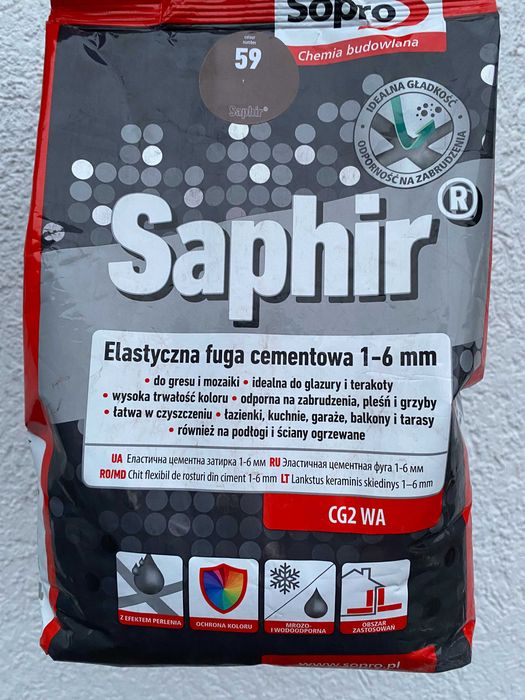 Sopro
Chemia budowlana
colour
number
59
Saphir®
IDEALNA GŁADKOŚĆ
ODPORNOŚĆ NA ZABRUDZENIA
Saphir®
Elastyczna fuga cementowa 1–6 mm
• do gresu i mozaiki • idealna do glazury i terakoty
• wysoka trwałość koloru • odporna na zabrudzenia, pleśń i grzyby
• łatwa w czyszczeniu • łazienki, kuchnie, garaże, balkony i tarasy
• również na podłogi i ściany ogrzewane
UA Еластична цементна затирка 1-6 мм RU Эластичная цементная фуга 1-6 мм
RO/MD Chit flexibil de rosturi din ciment 1-6 mm LT Lankstus keraminis skiedinys 1–6 mm
CG2 WA
Z EFEKTEM PERLENIA
OCHRONA KOLORU
MROZO-
I WODOODPORNA
OBSZAR
ZASTOSOWAŃ
www.sopro.pl